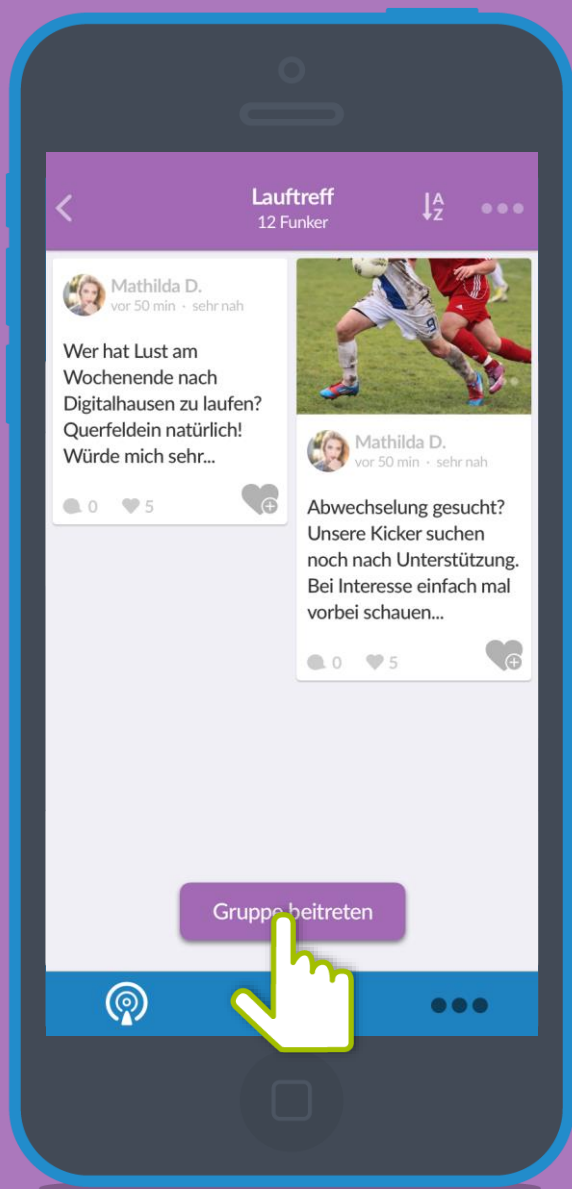 Lauftreff
12 Funker
A
Z
Mathilda D.
vor 50 min · sehr nah
Wer hat Lust am
Wochenende nach
Digitalhausen zu laufen?
Querfeldein natürlich!
Würde mich sehr...
0 5
Mathilda D.
vor 50 min · sehr nah
Abwechselung gesucht?
Unsere Kicker suchen
noch nach Unterstützung.
Bei Interesse einfach mal
vorbei schauen...
0 5
Gruppe beitreten